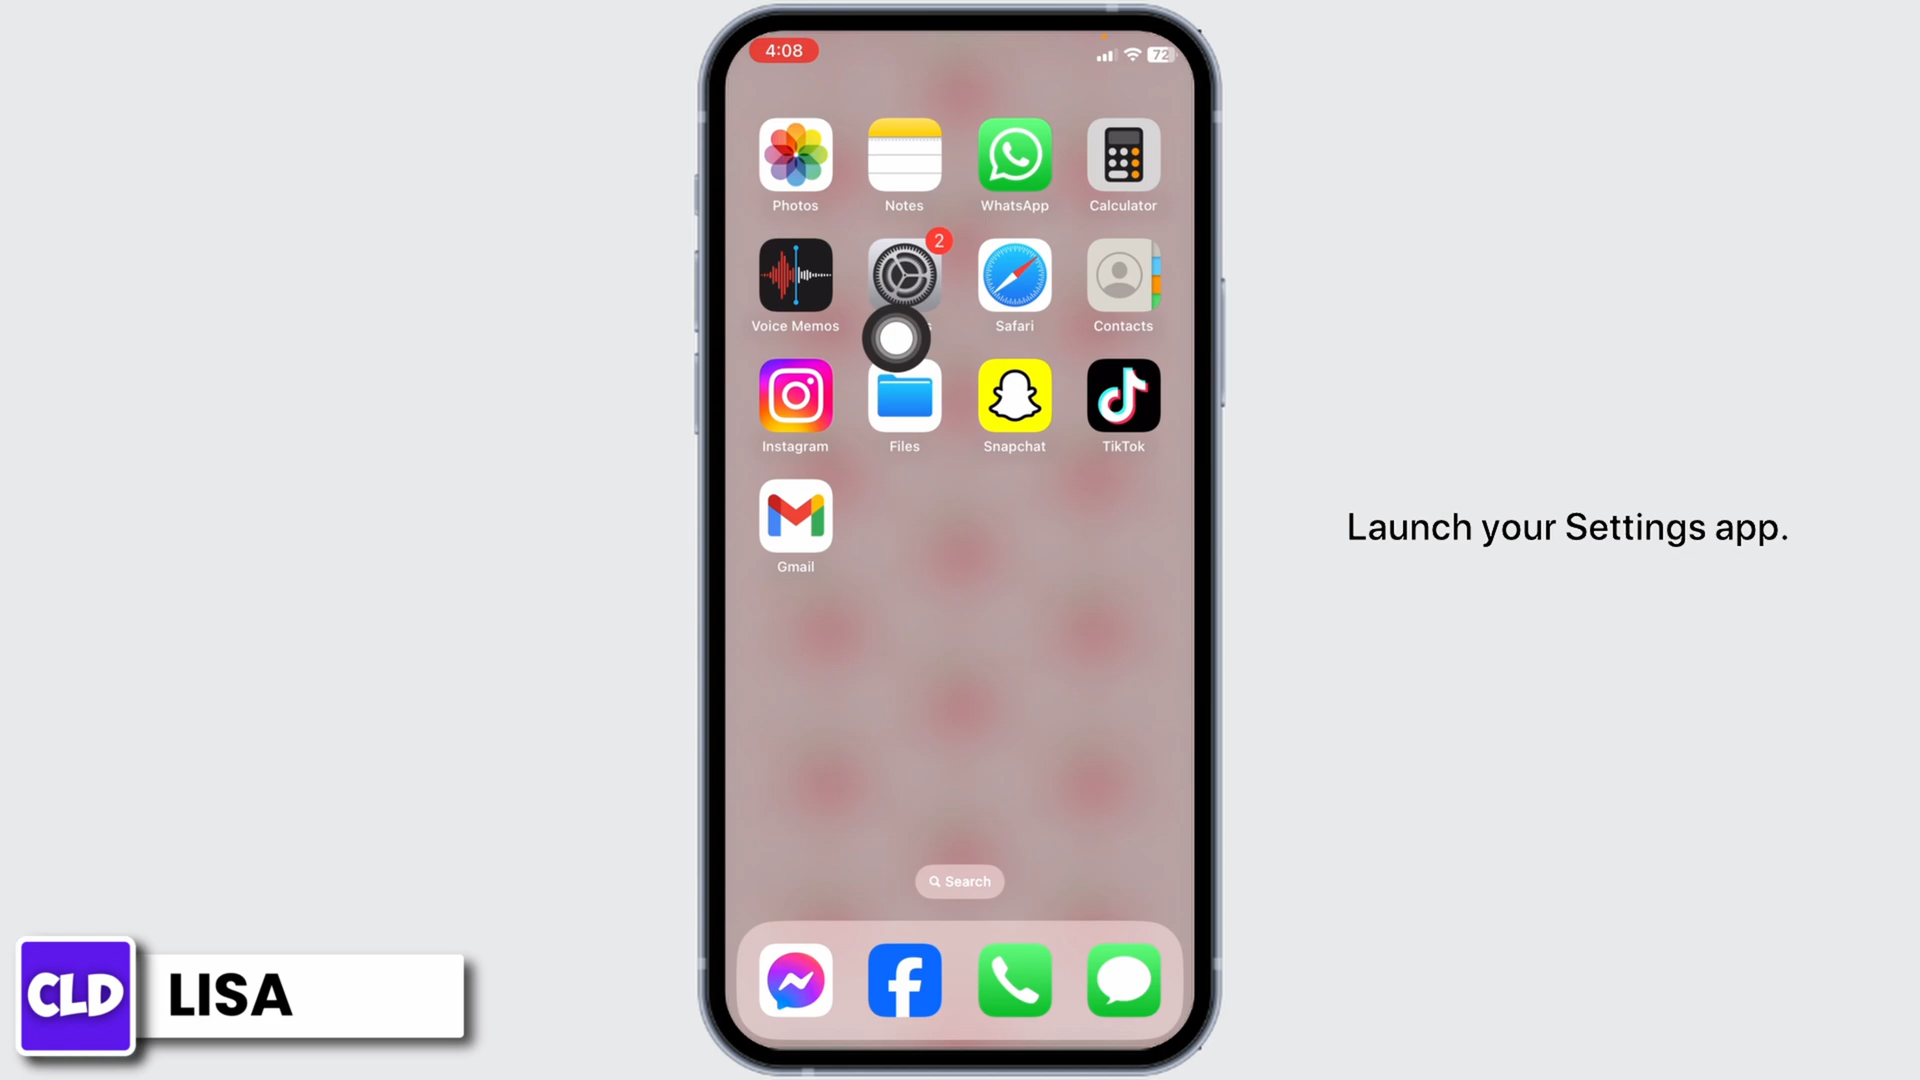 4:08
72
Photos
Notes
WhatsApp
Calculator
2
Voice Memos
Safari
Contacts
Instagram
Files
Snapchat
TikTok
Gmail
Launch your Settings app.
Search
CLD
LISA